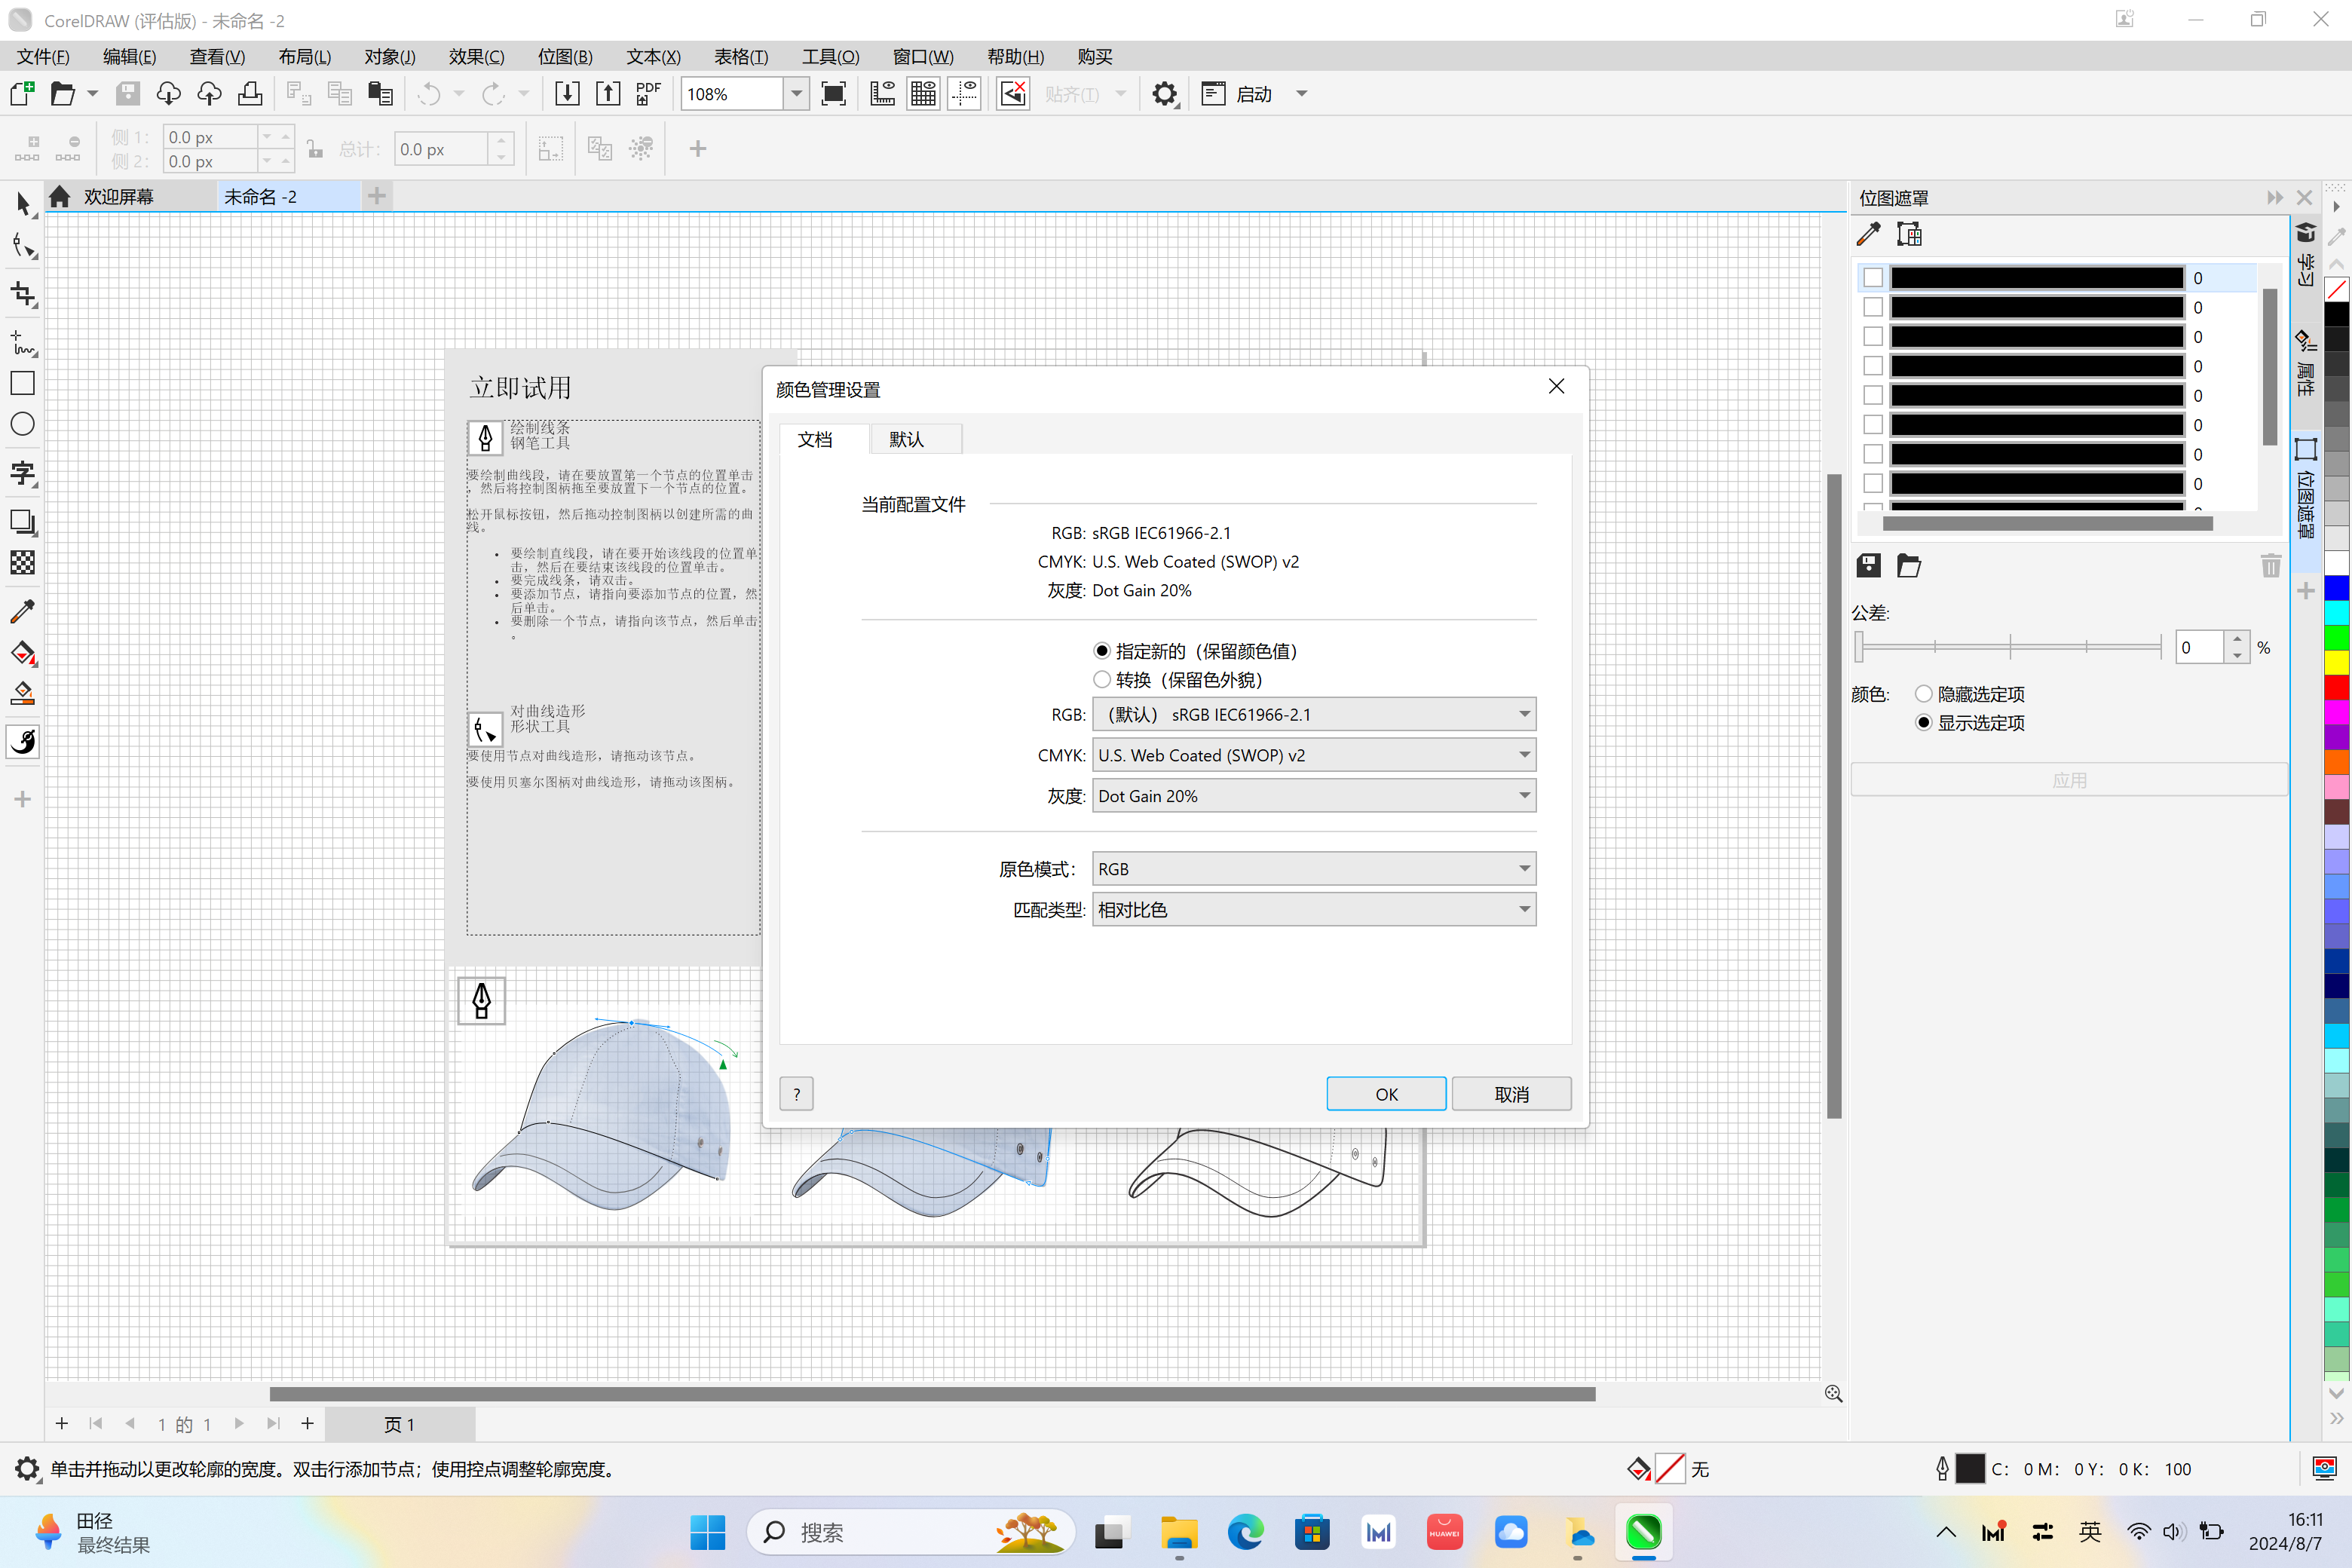 CorelDRAW (评估版) - 未命名 -2
文件(F) 编辑(E) 查看(V) 布局(L) 对象(J) 效果(C) 位图(B) 文本(X) 表格(T) 工具(O) 窗口(W) 帮助(H) 购买
PDF 108% 贴齐(T) 启动
侧 1: 0.0 px
侧 2: 0.0 px
总计: 0.0 px
欢迎屏幕 未命名 -2
立即试用
绘制线条
钢笔工具
要绘制曲线段，请在要放置第一个节点的位置单击
，然后将控制图柄拖至要放置下一个节点的位置。
松开鼠标按钮，然后拖动控制图柄以创建所需的曲
线。
• 要绘制直线段，请在要开始该线段的位置单
击，然后在要结束该线段的位置单击。
• 要完成线条，请双击。
• 要添加节点，请指向要添加节点的位置，然
后单击。
• 要删除一个节点，请指向该节点，然后单击
。
对曲线造形
形状工具
要使用节点对曲线造形，请拖动该节点。
要使用贝塞尔图柄对曲线造形，请拖动该图柄。
颜色管理设置
文档 默认
当前配置文件
RGB: sRGB IEC61966-2.1
CMYK: U.S. Web Coated (SWOP) v2
灰度: Dot Gain 20%
指定新的（保留颜色值）
转换（保留色外貌）
RGB: （默认） sRGB IEC61966-2.1
CMYK: U.S. Web Coated (SWOP) v2
灰度: Dot Gain 20%
原色模式: RGB
匹配类型: 相对比色
? OK 取消
位图遮罩
0
0
0
0
0
0
0
0
公差:
0 %
颜色: 隐藏选定项
显示选定项
应用
学习
属性
位图遮罩
字
1 的 1 页 1
单击并拖动以更改轮廓的宽度。双击行添加节点；使用控点调整轮廓宽度。
无
C: 0 M: 0 Y: 0 K: 100
田径
最终结果
搜索
HUAWEI
英
16:11
2024/8/7